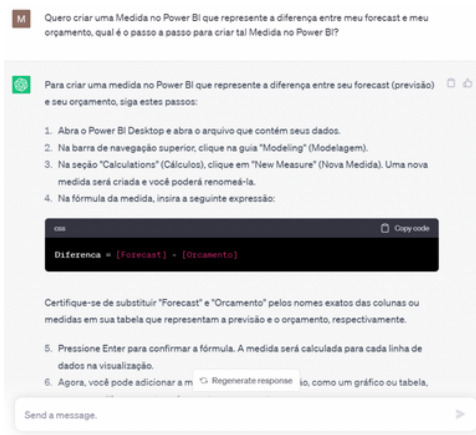 M
Quero criar uma Medida no Power BI que represente a diferença entre meu forecast e meu
orçamento, qual é o passo a passo para criar tal Medida no Power BI?
Para criar uma medida no Power BI que represente a diferença entre seu forecast (previsão)
e seu orçamento, siga estes passos:
1. Abra o Power BI Desktop e abra o arquivo que contém seus dados.
2. Na barra de navegação superior, clique na guia "Modeling" (Modelagem).
3. Na seção "Calculations" (Cálculos), clique em "New Measure" (Nova Medida). Uma nova
medida será criada e você poderá renomeá-la.
4. Na fórmula da medida, insira a seguinte expressão:
css Copy code
Diferenca = [Forecast] - [Orcamento]
Certifique-se de substituir "Forecast" e "Orcamento" pelos nomes exatos das colunas ou
medidas em sua tabela que representam a previsão e o orçamento, respectivamente.
5. Pressione Enter para confirmar a fórmula. A medida será calculada para cada linha de
dados na visualização.
6. Agora, você pode adicionar a m Regenerate response ão, como um gráfico ou tabela,
Send a message.